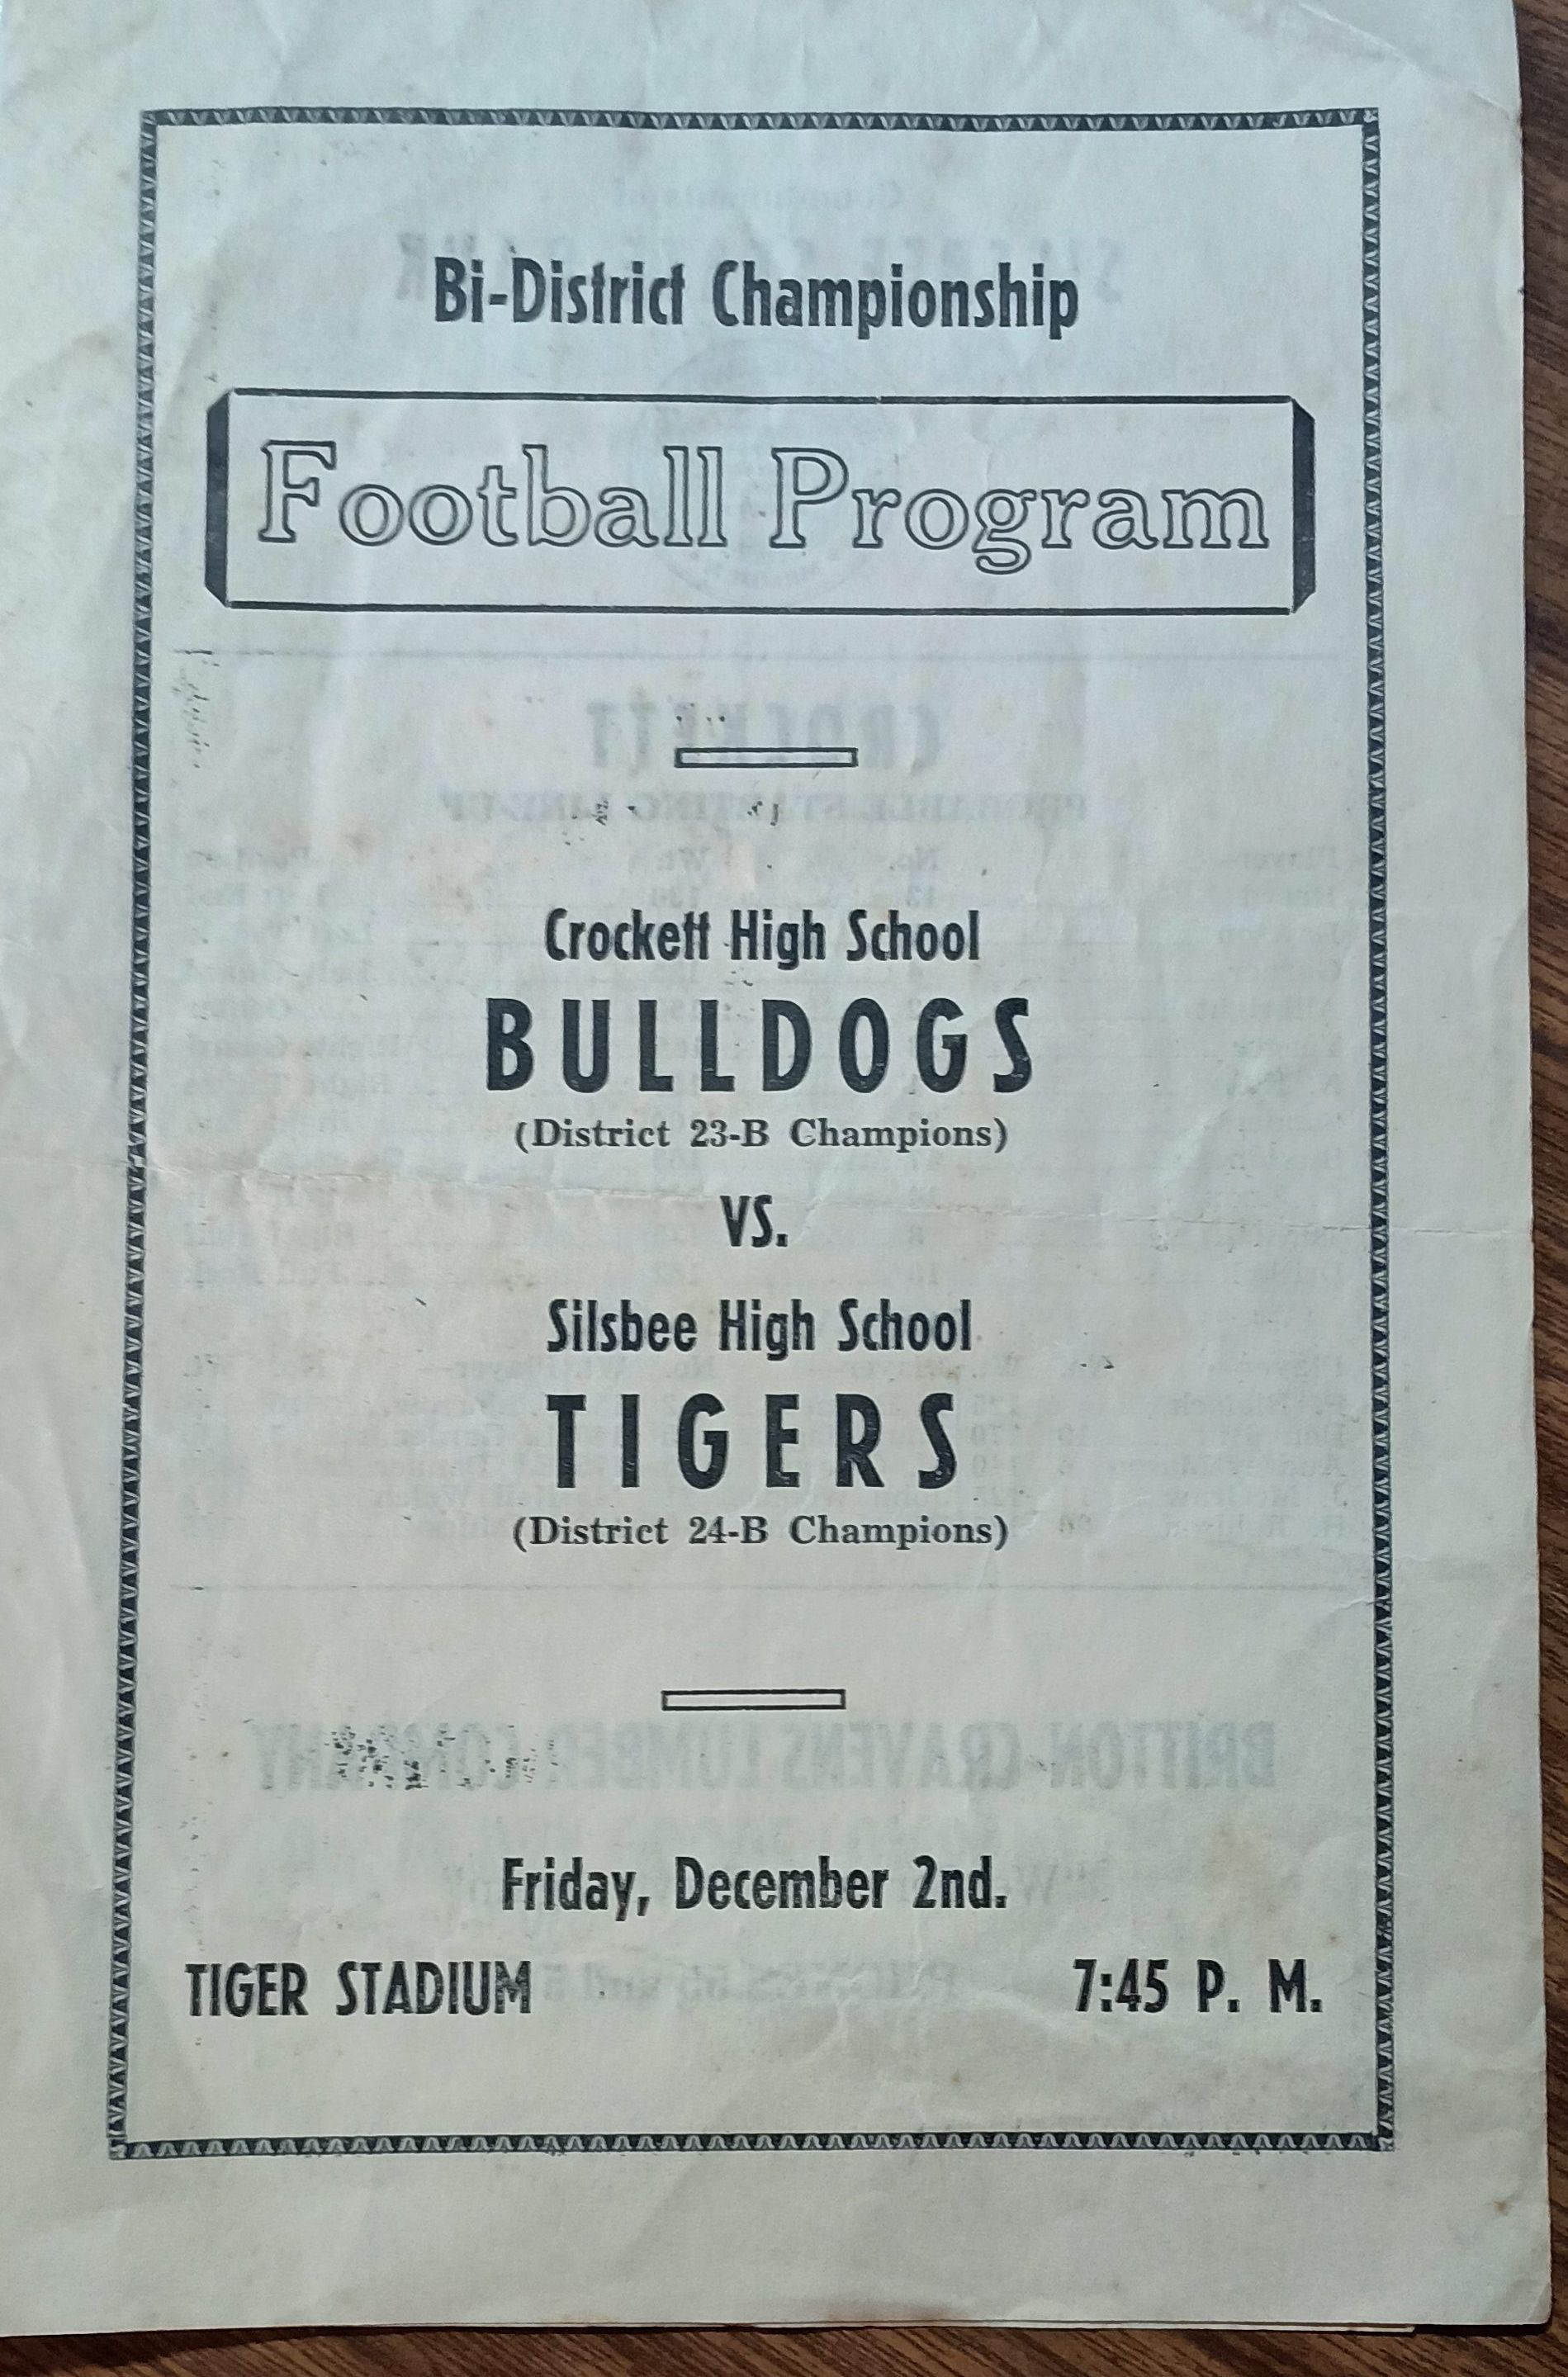 Bi-District Championship
Football Program
Crockett High School
BULLDOGS
(District 23-B Champions)
VS.
Silsbee High School
TIGERS
(District 24-B Champions)
Friday, December 2nd.
TIGER STADIUM 7:45 P. M.